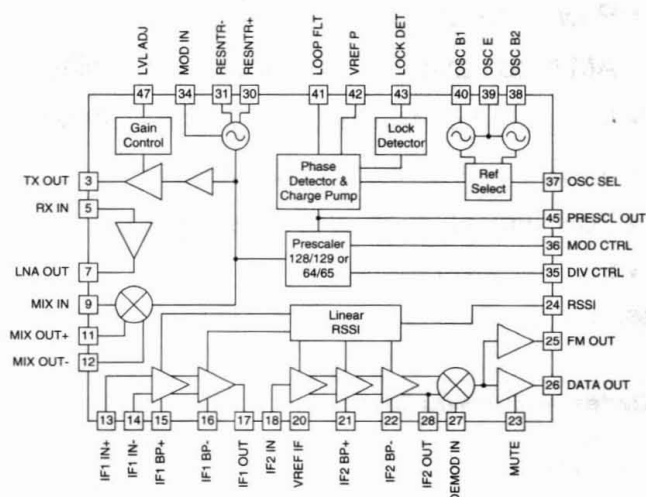 LVL ADJ
MOD IN
RESNTR-
RESNTR+
LOOP FLT
VREF P
LOCK DET
OSC B1
OSC E
OSC B2
47
34
31
30
41
42
43
40
39
38
Gain
Control
Lock
Detector
Phase
Detector &
Charge Pump
Ref
Select
TX OUT 3
37 OSC SEL
RX IN 5
45 PRESCL OUT
Prescaler
128/129 or
64/65
36 MOD CTRL
LNA OUT 7
35 DIV CTRL
MIX IN 9
24 RSSI
Linear
RSSI
MIX OUT+ 11
25 FM OUT
MIX OUT- 12
26 DATA OUT
13
14
15
16
17
18
20
21
22
28
27
23
IF1 IN+
IF1 IN-
IF1 BP+
IF1 BP-
IF1 OUT
IF2 IN
VREF IF
IF2 BP+
IF2 BP-
IF2 OUT
DEMOD IN
MUTE